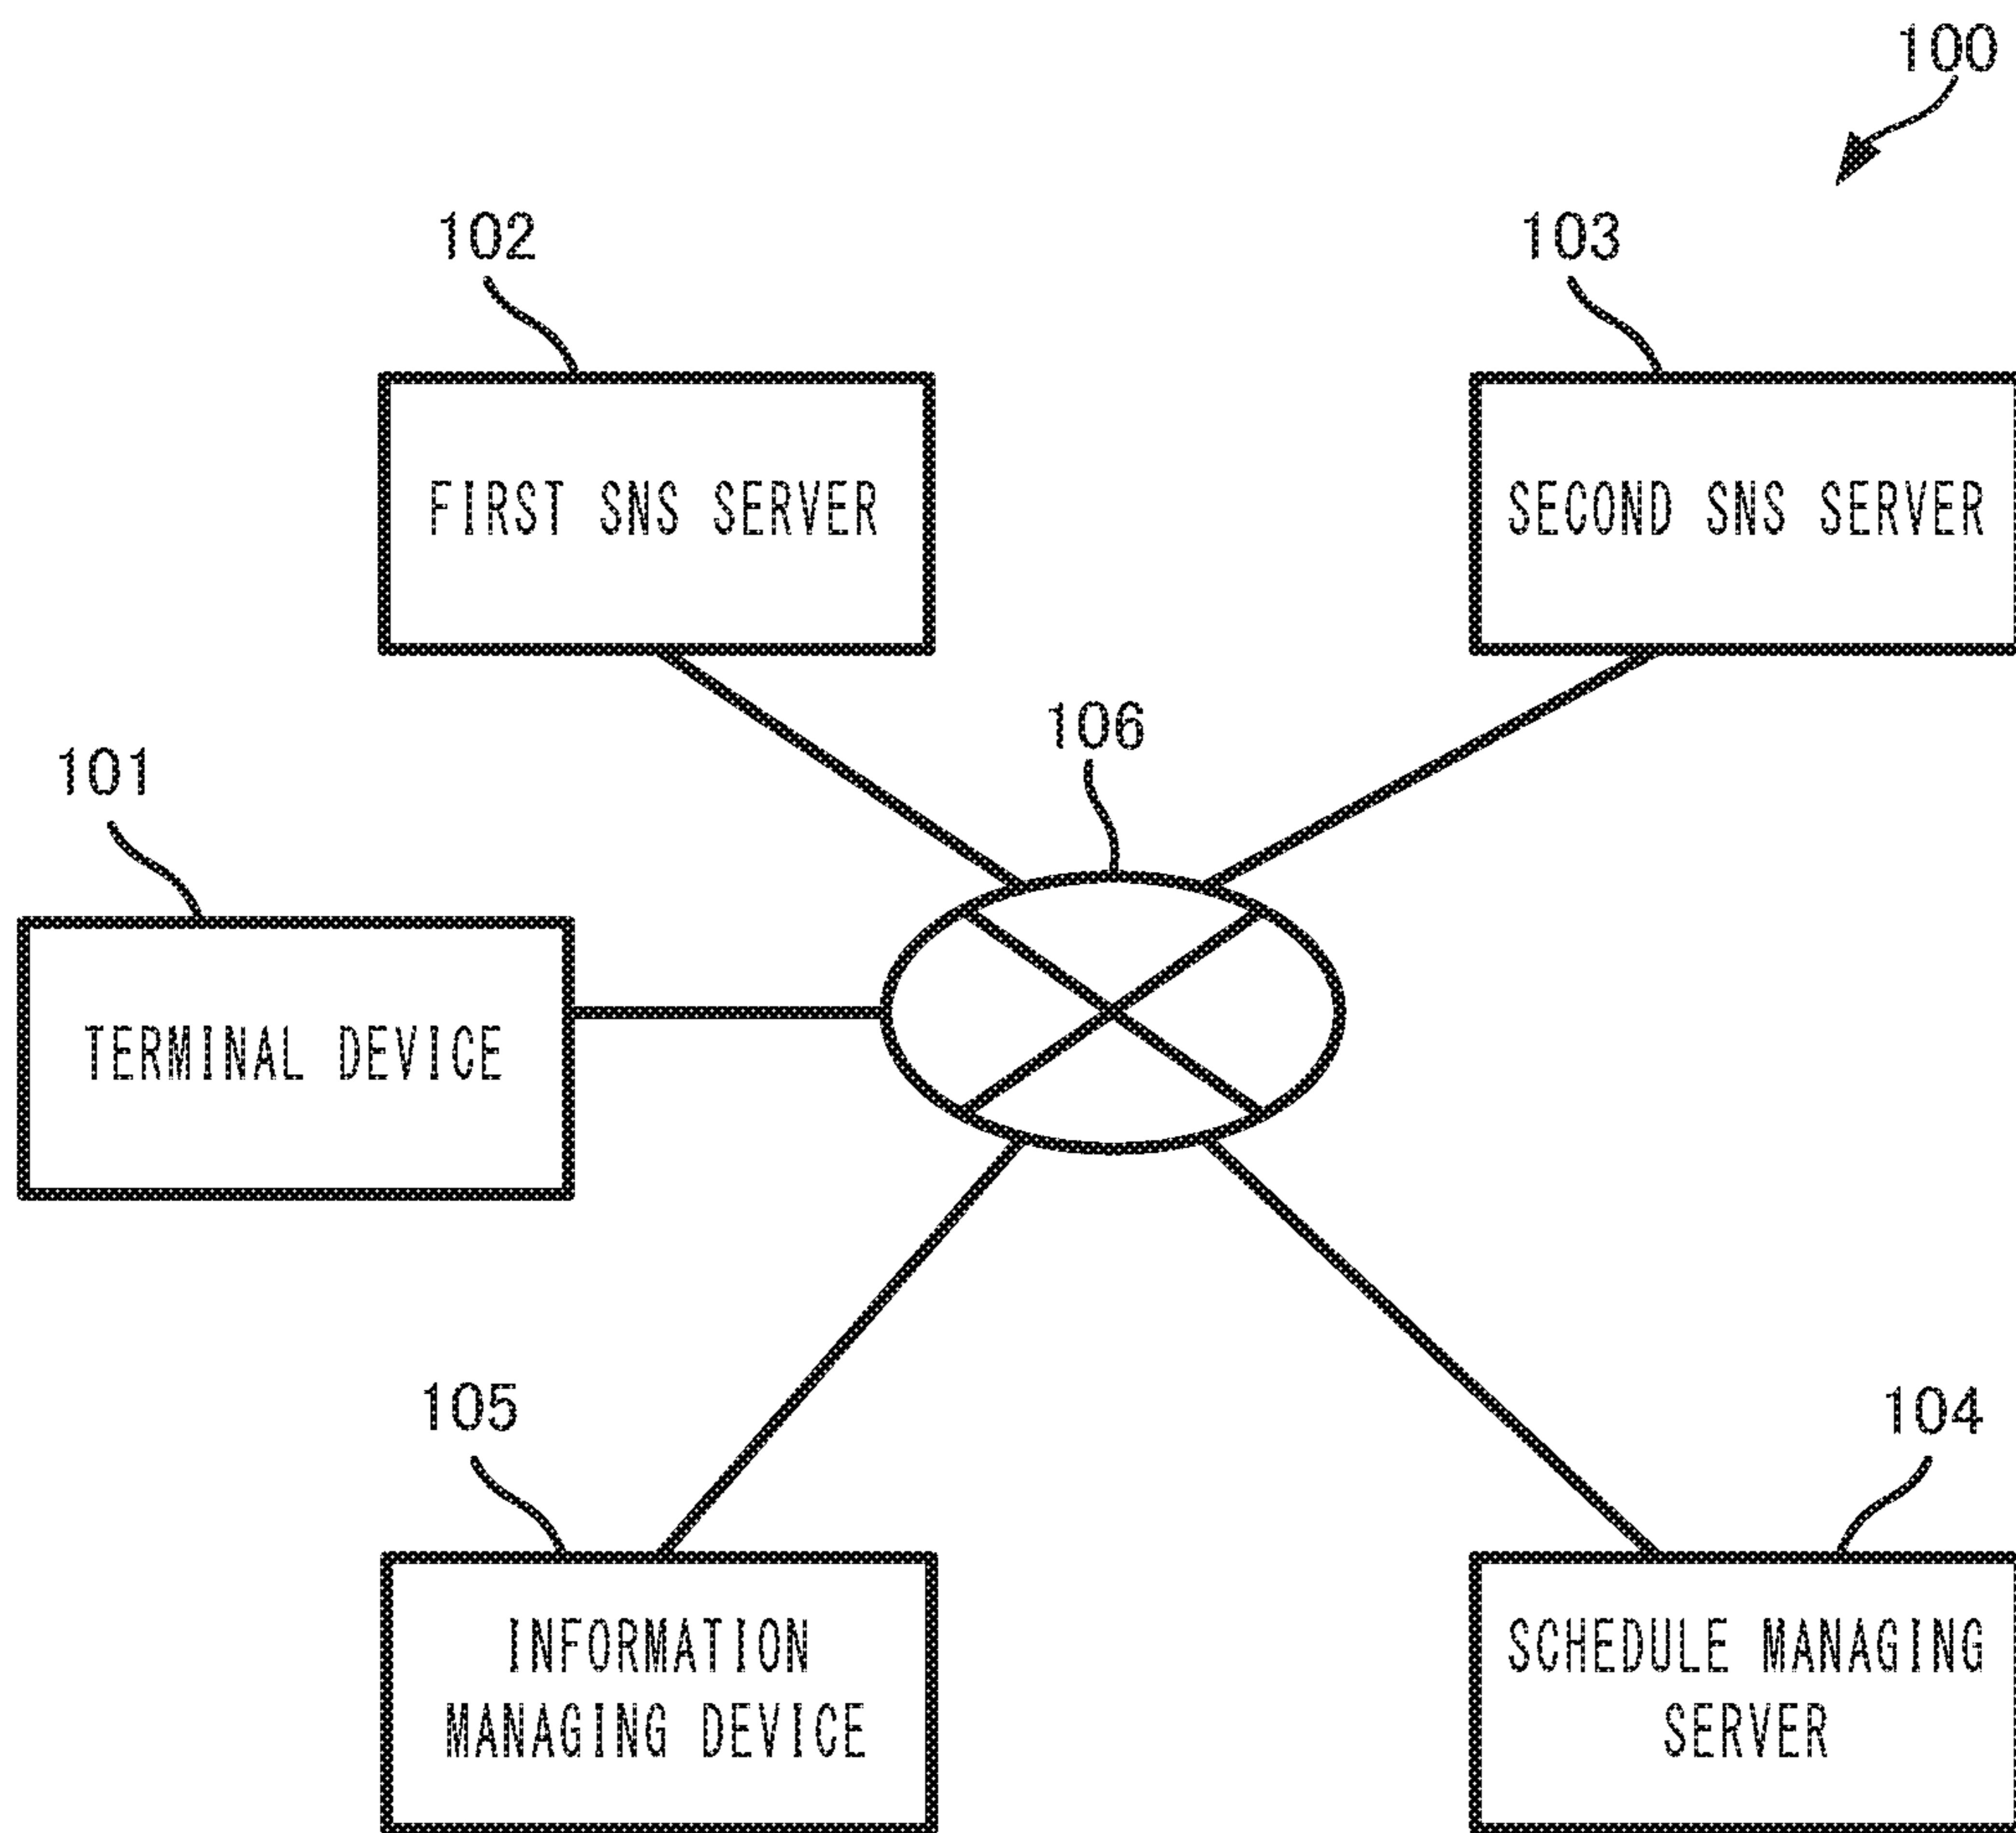 100
102
103
FIRST SNS SERVER
SECOND SNS SERVER
106
101
TERMINAL DEVICE
105
104
INFORMATION
MANAGING DEVICE
SCHEDULE MANAGING
SERVER